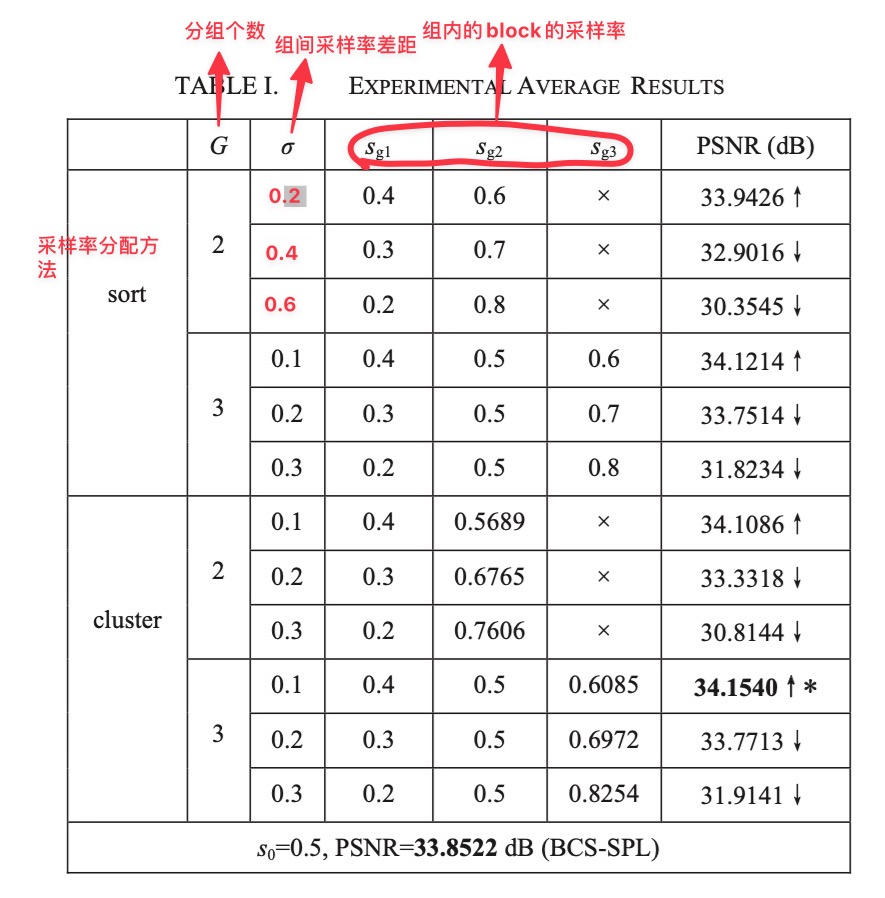 分组个数
组间采样率差距
组内的block的采样率
TABLE I. EXPERIMENTAL AVERAGE RESULTS
G σ sg1 sg2 sg3 PSNR (dB)
采样率分配方法
sort 2 0.2 0.4 0.6 × 33.9426 ↑
0.4 0.3 0.7 × 32.9016 ↓
0.6 0.2 0.8 × 30.3545 ↓
3 0.1 0.4 0.5 0.6 34.1214 ↑
0.2 0.3 0.5 0.7 33.7514 ↓
0.3 0.2 0.5 0.8 31.8234 ↓
cluster 2 0.1 0.4 0.5689 × 34.1086 ↑
0.2 0.3 0.6765 × 33.3318 ↓
0.3 0.2 0.7606 × 30.8144 ↓
3 0.1 0.4 0.5 0.6085 34.1540 ↑ *
0.2 0.3 0.5 0.6972 33.7713 ↓
0.3 0.2 0.5 0.8254 31.9141 ↓
s0=0.5, PSNR=33.8522 dB (BCS-SPL)